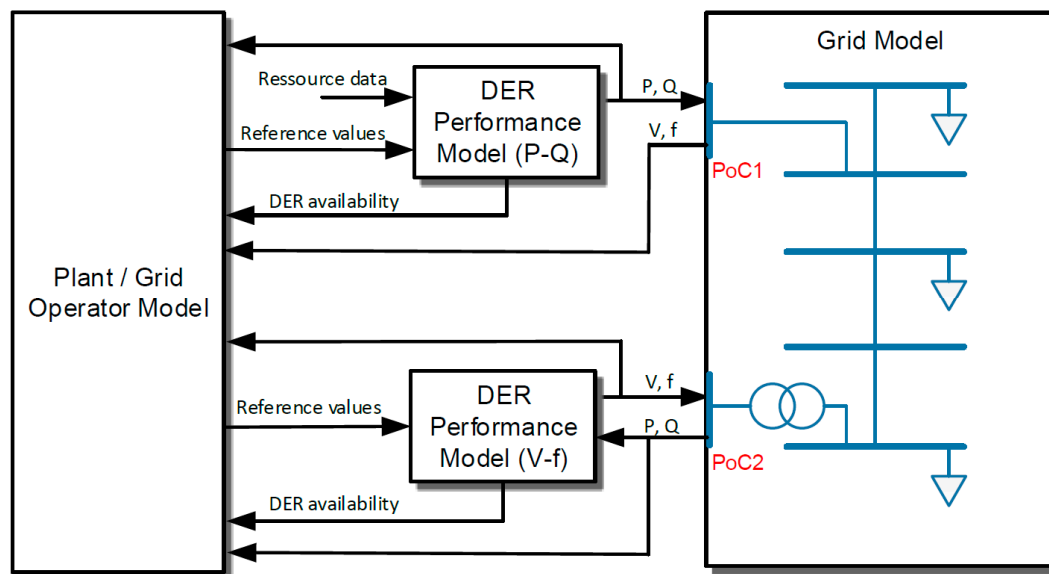 Plant / Grid
Operator Model
Ressource data
Reference values
DER availability
DER
Performance
Model (P-Q)
P, Q
V, f
PoC1
Grid Model
Reference values
DER availability
DER
Performance
Model (V-f)
V, f
P, Q
PoC2